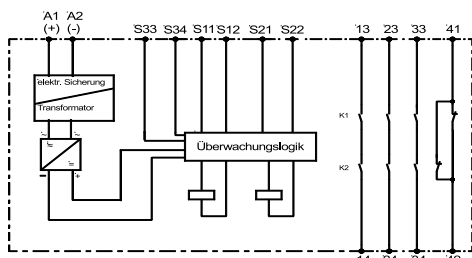 A1 A2 S33 S34 S11 S12 S21 S22 13 23 33 41
(+) (-)
elektr. Sicherung
Transformator
K1
Überwachungslogik
K2